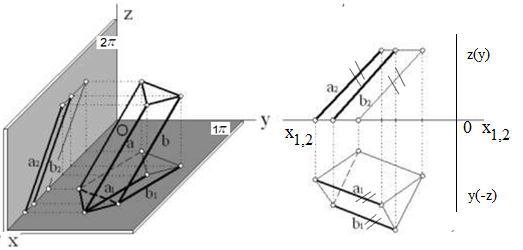 z
2π
O
1π
y
a₂
b₂
a
b
a₁
b₁
x
z(y)
a₂
b₂
x₁,₂
0
x₁,₂
a₁
b₁
y(-z)